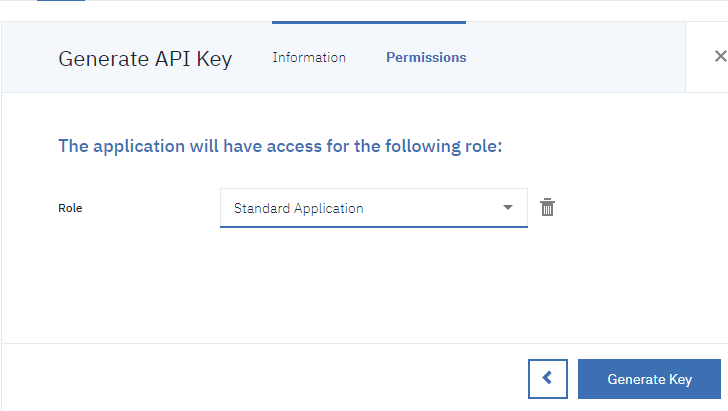 Generate API Key
Information
Permissions
The application will have access for the following role:
Role
Standard Application
Generate Key